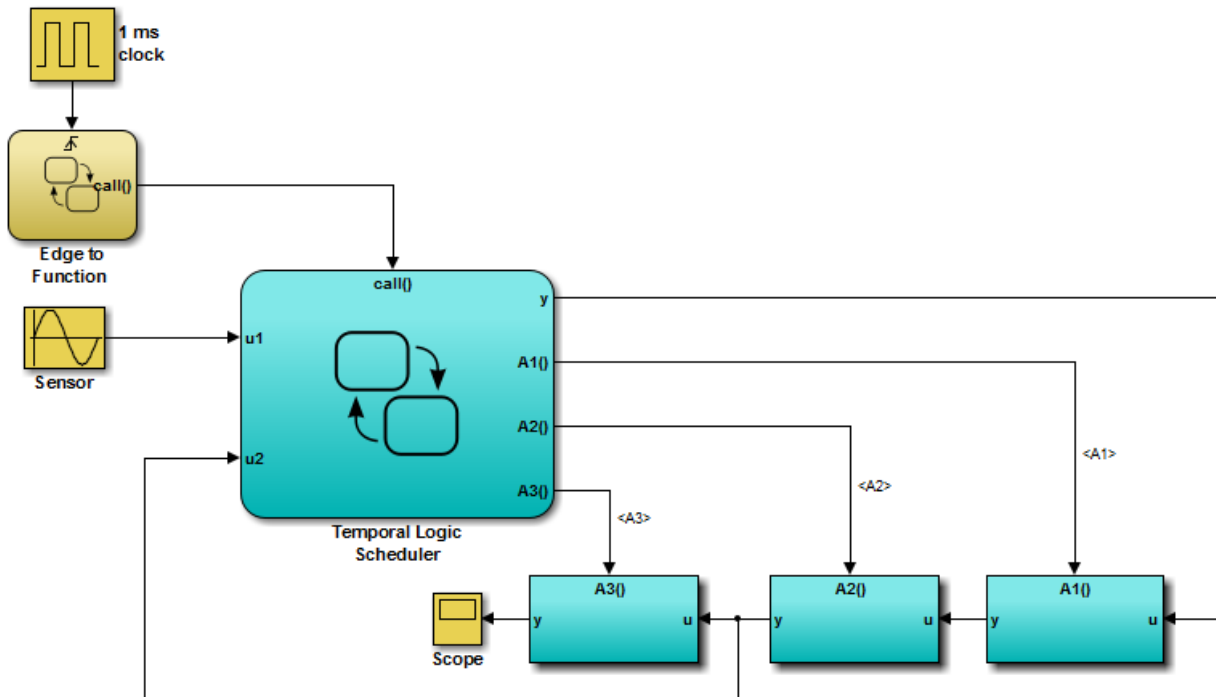 1 ms
clock
call()
Edge to
Function
call()
y
u1
Sensor
A1()
A2()
<A1>
u2
A3()
<A2>
<A3>
Temporal Logic
Scheduler
A3()
A2()
A1()
y
u
y
u
y
u
Scope